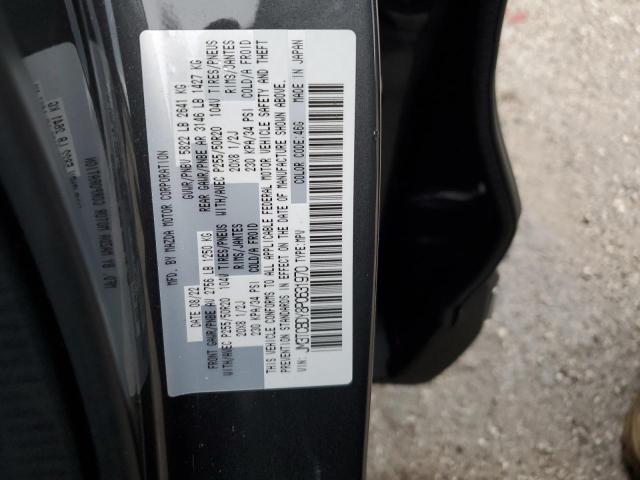 MFD. BY MAZDA MOTOR CORPORATION
DATE: 08/22 GVWR/PNBV 5822 LB 2641 KG
FRONT GAWR/PNBE AV 2756 LB 1250 KG REAR GAWR/PNBE AR 3146 LB 1427 KG
WITH/AVEC P255/50R20 104V TIRES/PNEUS WITH/AVEC P255/50R20 104V TIRES/PNEUS
20X8 1/2J RIMS/JANTES 20X8 1/2J RIMS/JANTES
230 KPA/34 PSI COLD/A FROID 230 KPA/34 PSI COLD/A FROID
THIS VEHICLE CONFORMS TO ALL APPLICABLE FEDERAL MOTOR VEHICLE SAFETY AND THEFT
PREVENTION STANDARDS IN EFFECT ON THE DATE OF MANUFACTURE SHOWN ABOVE.
VIN: TYPE:MPV COLOR CODE:46G MADE IN JAPAN